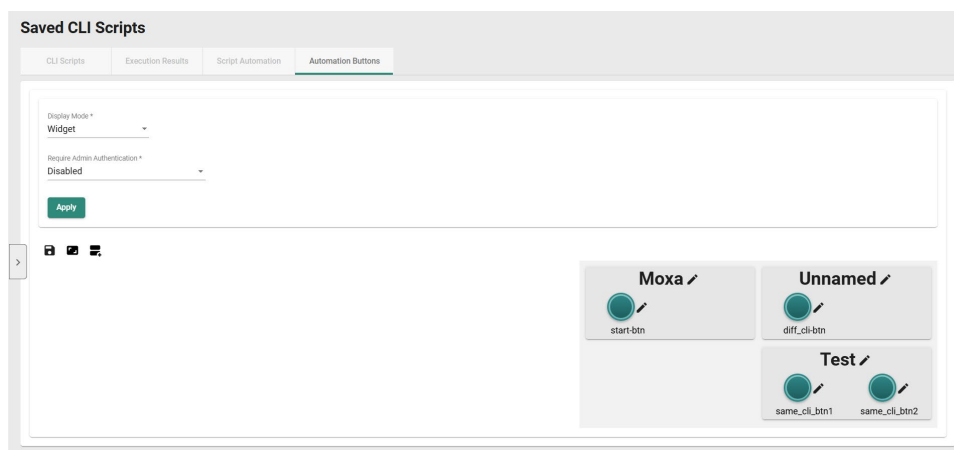 Saved CLI Scripts
CLI Scripts Execution Results Script Automation Automation Buttons
Display Mode *
Widget
Require Admin Authentication *
Disabled
Apply
Moxa Unnamed
start-btn diff_cli-btn
Test
same_cli_btn1 same_cli_btn2